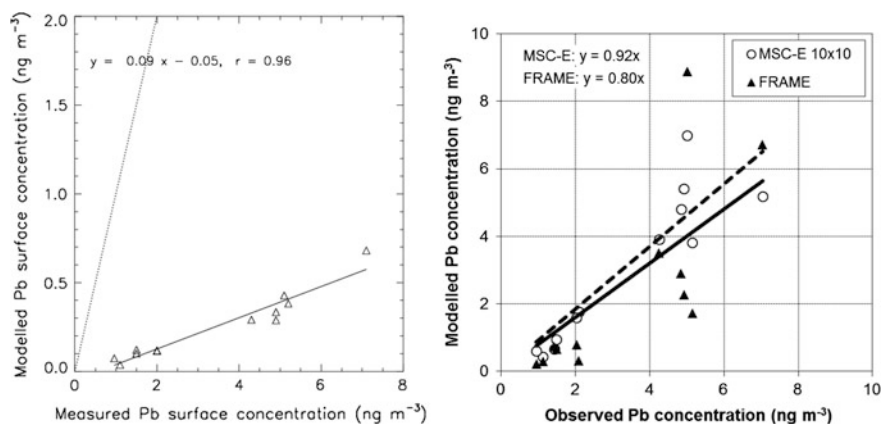 2.0
1.5
1.0
0.5
0.0
y = 0.09 x − 0.05, r = 0.96
Modelled Pb surface concentration (ng m⁻³)
0 2 4 6 8
Measured Pb surface concentration (ng m⁻³)
10
8
6
4
2
0
MSC-E: y = 0.92x
FRAME: y = 0.80x
MSC-E 10x10
FRAME
Modelled Pb concentration (ng m-³)
0 2 4 6 8 10
Observed Pb concentration (ng m-³)